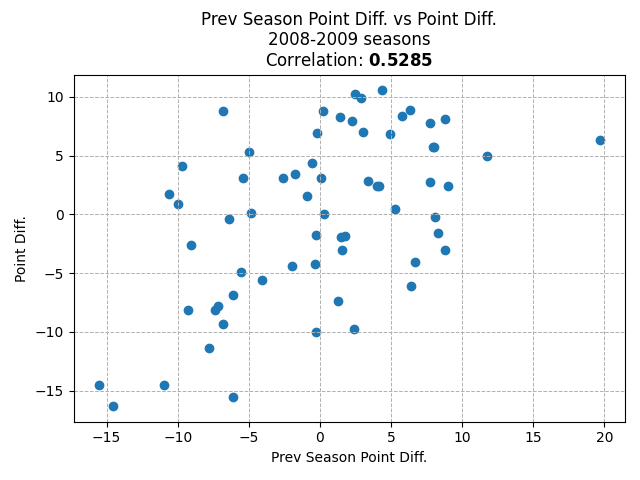 Prev Season Point Diff. vs Point Diff.
2008-2009 seasons
Correlation: 0.5285
10
5
0
−5
−10
−15
Point Diff.
−15 −10 −5 0 5 10 15 20
Prev Season Point Diff.